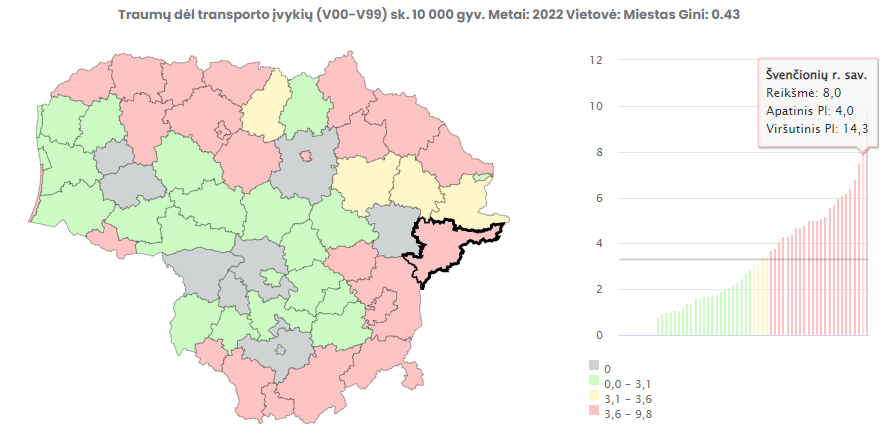 Traumų dėl transporto įvykių (V00-V99) sk. 10 000 gyv. Metai: 2022 Vietovė: Miestas Gini: 0.43
12
10
8
6
4
2
0
Švenčionių r. sav.
Reikšmė: 8,0
Apatinis PI: 4,0
Viršutinis PI: 14,3
0
0,0 – 3,1
3,1 – 3,6
3,6 – 9,8